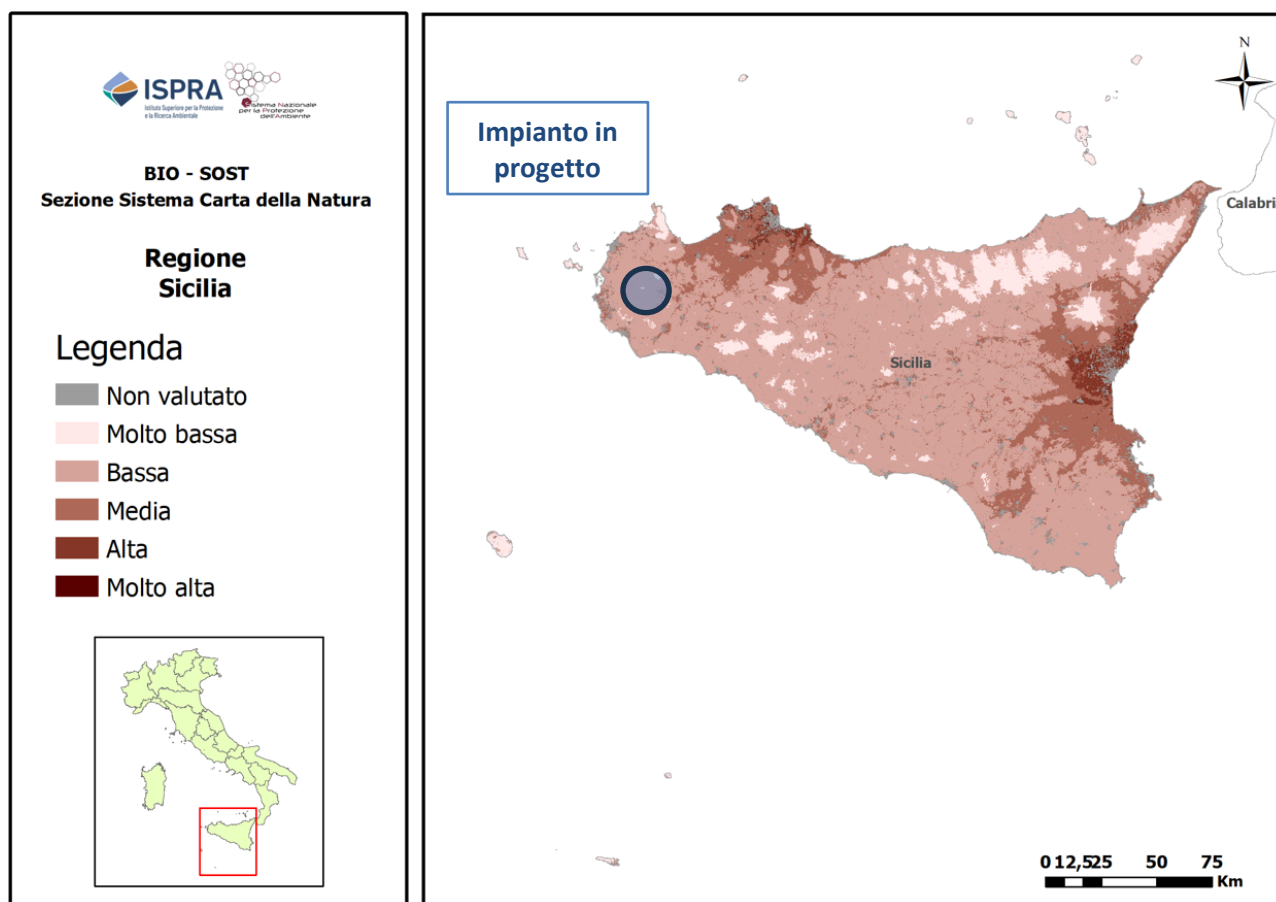 ISPRA
Istituto Superiore per la Protezione
e la Ricerca Ambientale
Sistema Nazionale
per la Protezione
dell'Ambiente
BIO - SOST
Sezione Sistema Carta della Natura
Regione
Sicilia
Legenda
Non valutato
Molto bassa
Bassa
Media
Alta
Molto alta
Impianto in
progetto
N
Calabri
Sicilia
0 12,525 50 75
Km